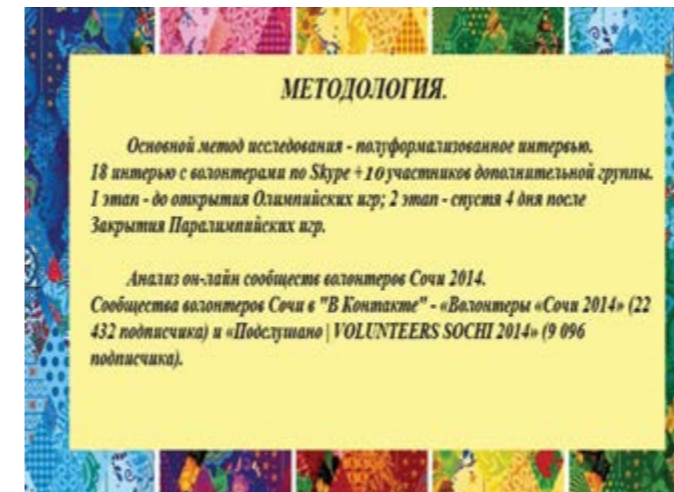 МЕТОДОЛОГИЯ.
Основной метод исследования - полуформализованное интервью.
18 интерью с волонтерами по Skype +10 участников дополнительной группы.
1 этап - до открытия Олимпийских игр; 2 этап - спустя 4 дня после
Закрытия Паралимпийских игр.
Анализ он-лайн сообществ волонтеров Сочи 2014.
Сообщества волонтеров Сочи в "В Контакте" - «Волонтеры «Сочи 2014» (22
432 подписчика) и «Подслушано | VOLUNTEERS SOCHI 2014» (9 096
подписчика).